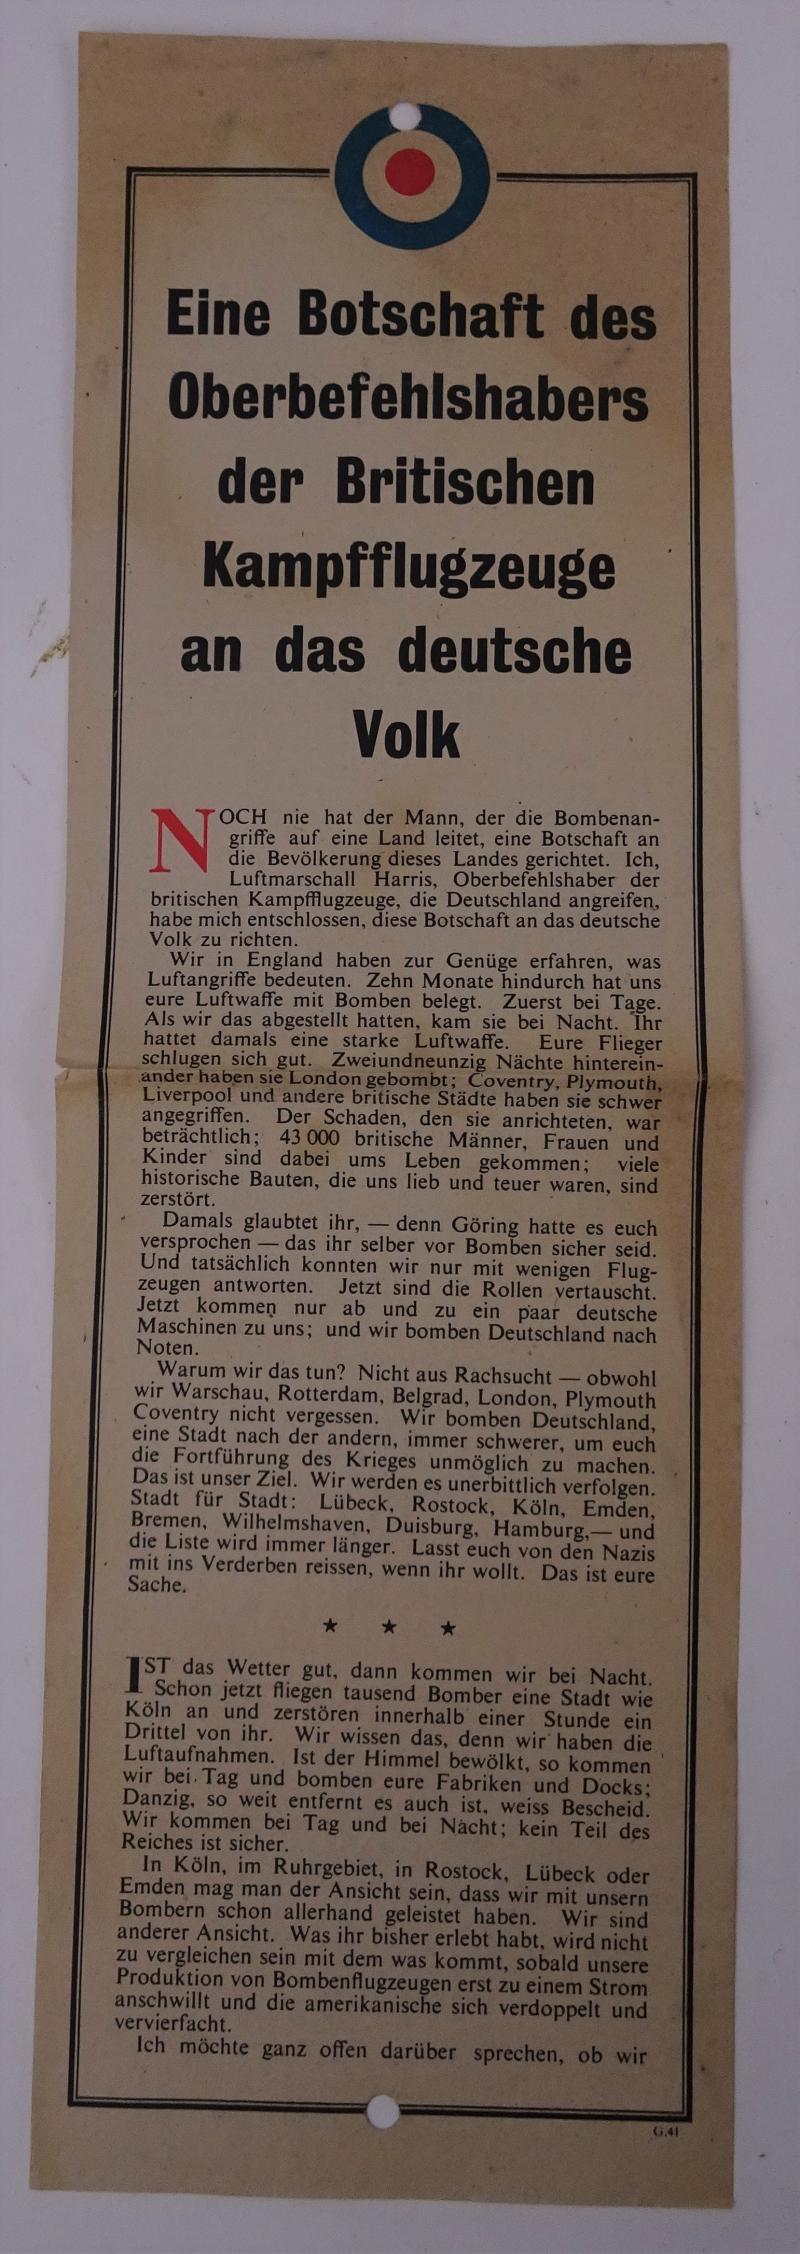 Eine Botschaft des
Oberbefehlshabers
der Britischen
Kampfflugzeuge
an das deutsche
Volk
NOCH nie hat der Mann, der die Bombenan-
griffe auf eine Land leitet, eine Botschaft an
die Bevölkerung dieses Landes gerichtet. Ich,
Luftmarschall Harris, Oberbefehlshaber der
britischen Kampfflugzeuge, die Deutschland angreifen,
habe mich entschlossen, diese Botschaft an das deutsche
Volk zu richten.
Wir in England haben zur Genüge erfahren, was
Luftangriffe bedeuten. Zehn Monate hindurch hat uns
eure Luftwaffe mit Bomben belegt. Zuerst bei Tage.
Als wir das abgestellt hatten, kam sie bei Nacht. Ihr
hattet damals eine starke Luftwaffe. Eure Flieger
schlugen sich gut. Zweiundneunzig Nächte hinterein-
ander haben sie London gebombt; Coventry, Plymouth,
Liverpool und andere britische Städte haben sie schwer
angegriffen. Der Schaden, den sie anrichteten, war
beträchtlich; 43 000 britische Männer, Frauen und
Kinder sind dabei ums Leben gekommen; viele
historische Bauten, die uns lieb und teuer waren, sind
zerstört.
Damals glaubtet ihr, — denn Göring hatte es euch
versprochen — das ihr selber vor Bomben sicher seid.
Und tatsächlich konnten wir nur mit wenigen Flug-
zeugen antworten. Jetzt sind die Rollen vertauscht.
Jetzt kommen nur ab und zu ein paar deutsche
Maschinen zu uns; und wir bomben Deutschland nach
Noten.
Warum wir das tun? Nicht aus Rachsucht — obwohl
wir Warschau, Rotterdam, Belgrad, London, Plymouth
Coventry nicht vergessen. Wir bomben Deutschland,
eine Stadt nach der andern, immer schwerer, um euch
die Fortführung des Krieges unmöglich zu machen.
Das ist unser Ziel. Wir werden es unerbittlich verfolgen.
Stadt für Stadt: Lübeck, Rostock, Köln, Emden,
Bremen, Wilhelmshaven, Duisburg, Hamburg,— und
die Liste wird immer länger. Lasst euch von den Nazis
mit ins Verderben reissen, wenn ihr wollt. Das ist eure
Sache.
★ ★ ★
IST das Wetter gut, dann kommen wir bei Nacht.
Schon jetzt fliegen tausend Bomber eine Stadt wie
Köln an und zerstören innerhalb einer Stunde ein
Drittel von ihr. Wir wissen das, denn wir haben die
Luftaufnahmen. Ist der Himmel bewölkt, so kommen
wir bei Tag und bomben eure Fabriken und Docks;
Danzig, so weit entfernt es auch ist, weiss Bescheid.
Wir kommen bei Tag und bei Nacht; kein Teil des
Reiches ist sicher.
In Köln, im Ruhrgebiet, in Rostock, Lübeck oder
Emden mag man der Ansicht sein, dass wir mit unsern
Bombern schon allerhand geleistet haben. Wir sind
anderer Ansicht. Was ihr bisher erlebt habt, wird nicht
zu vergleichen sein mit dem was kommt, sobald unsere
Produktion von Bombenflugzeugen erst zu einem Strom
anschwillt und die amerikanische sich verdoppelt und
vervierfacht.
Ich möchte ganz offen darüber sprechen, ob wir
G.41